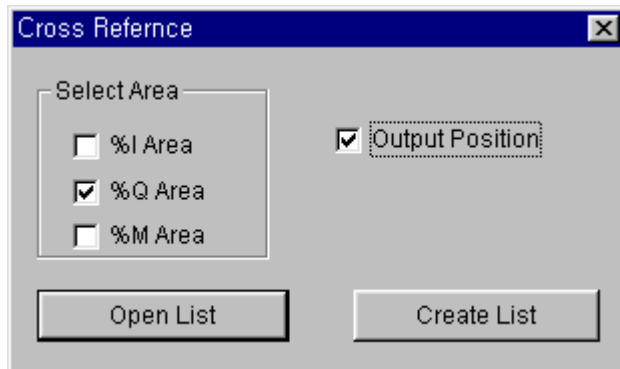 Cross Refernce
Select Area
%I Area
Output Position
%Q Area
%M Area
Open List
Create List